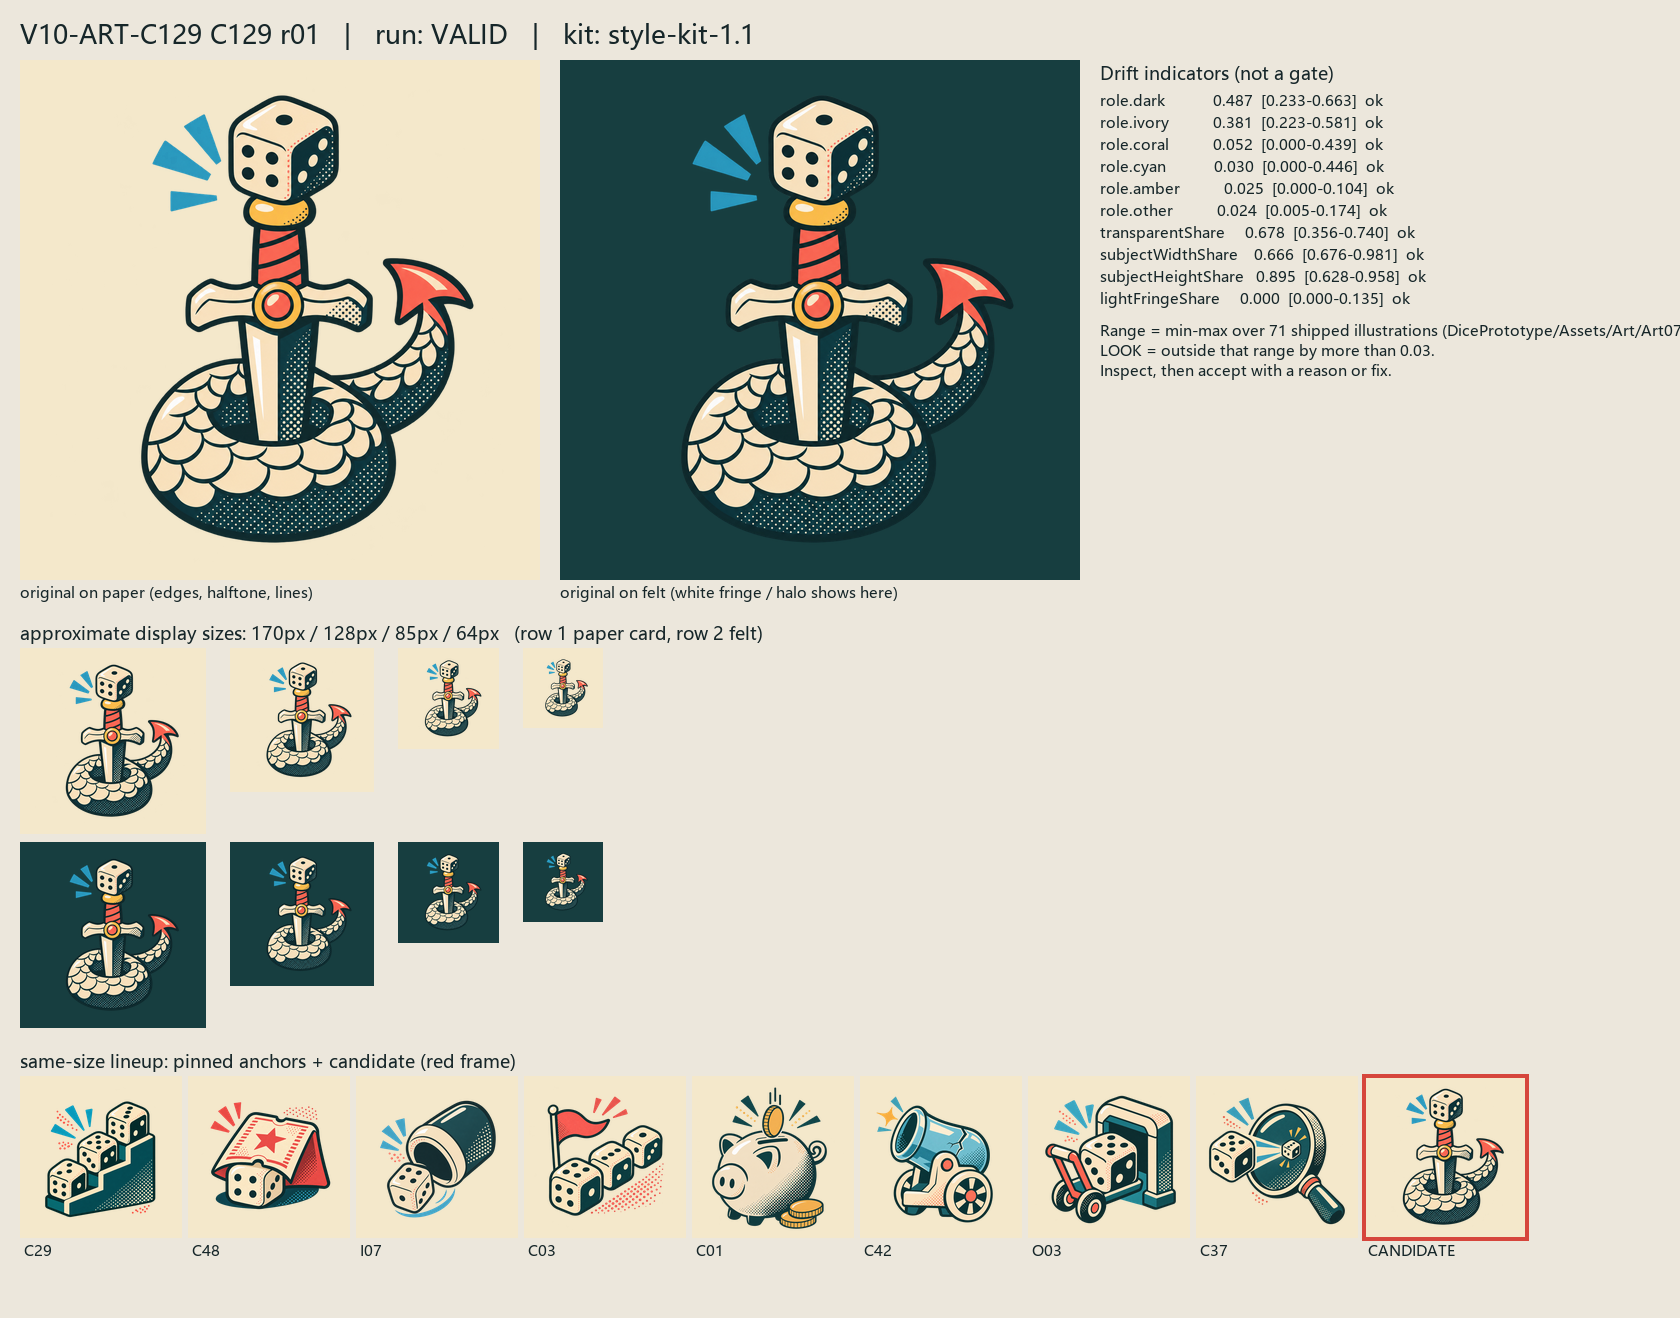 V10-ART-C129 C129 r01 | run: VALID | kit: style-kit-1.1
Drift indicators (not a gate)
role.dark 0.487 [0.233-0.663] ok
role.ivory 0.381 [0.223-0.581] ok
role.coral 0.052 [0.000-0.439] ok
role.cyan 0.030 [0.000-0.446] ok
role.amber 0.025 [0.000-0.104] ok
role.other 0.024 [0.005-0.174] ok
transparentShare 0.678 [0.356-0.740] ok
subjectWidthShare 0.666 [0.676-0.981] ok
subjectHeightShare 0.895 [0.628-0.958] ok
lightFringeShare 0.000 [0.000-0.135] ok
Range = min-max over 71 shipped illustrations (DicePrototype/Assets/Art/Art07
LOOK = outside that range by more than 0.03.
Inspect, then accept with a reason or fix.
original on paper (edges, halftone, lines)
original on felt (white fringe / halo shows here)
approximate display sizes: 170px / 128px / 85px / 64px (row 1 paper card, row 2 felt)
same-size lineup: pinned anchors + candidate (red frame)
C29
C48
I07
C03
C01
C42
O03
C37
CANDIDATE